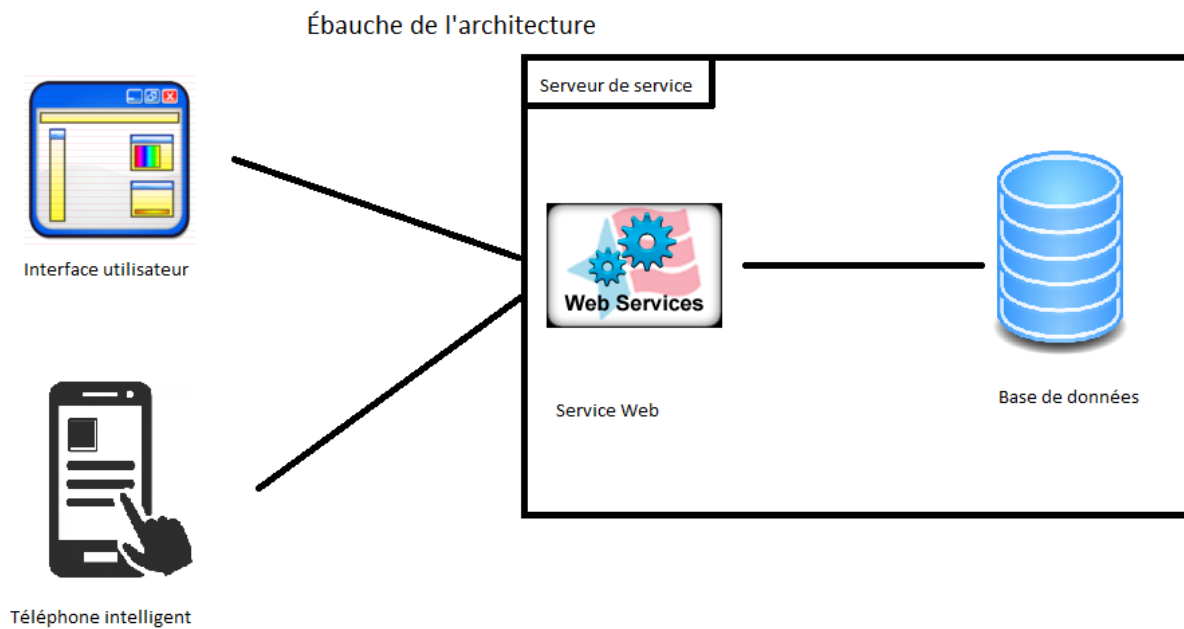 Ébauche de l'architecture
Serveur de service
Interface utilisateur
Web Services
Service Web
Base de données
Téléphone intelligent